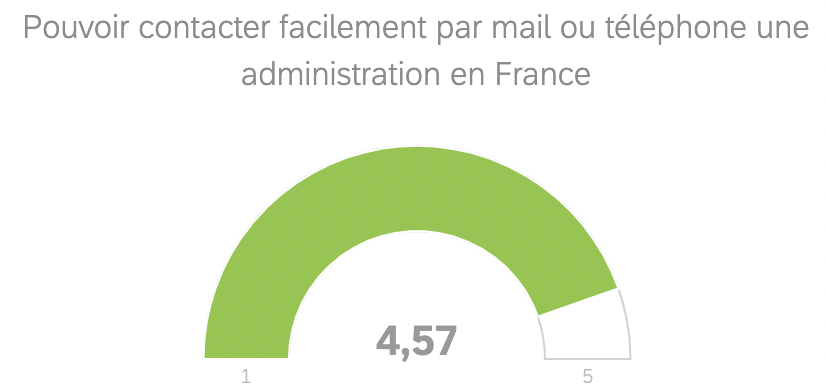 Pouvoir contacter facilement par mail ou téléphone une
administration en France
4,57
1
5